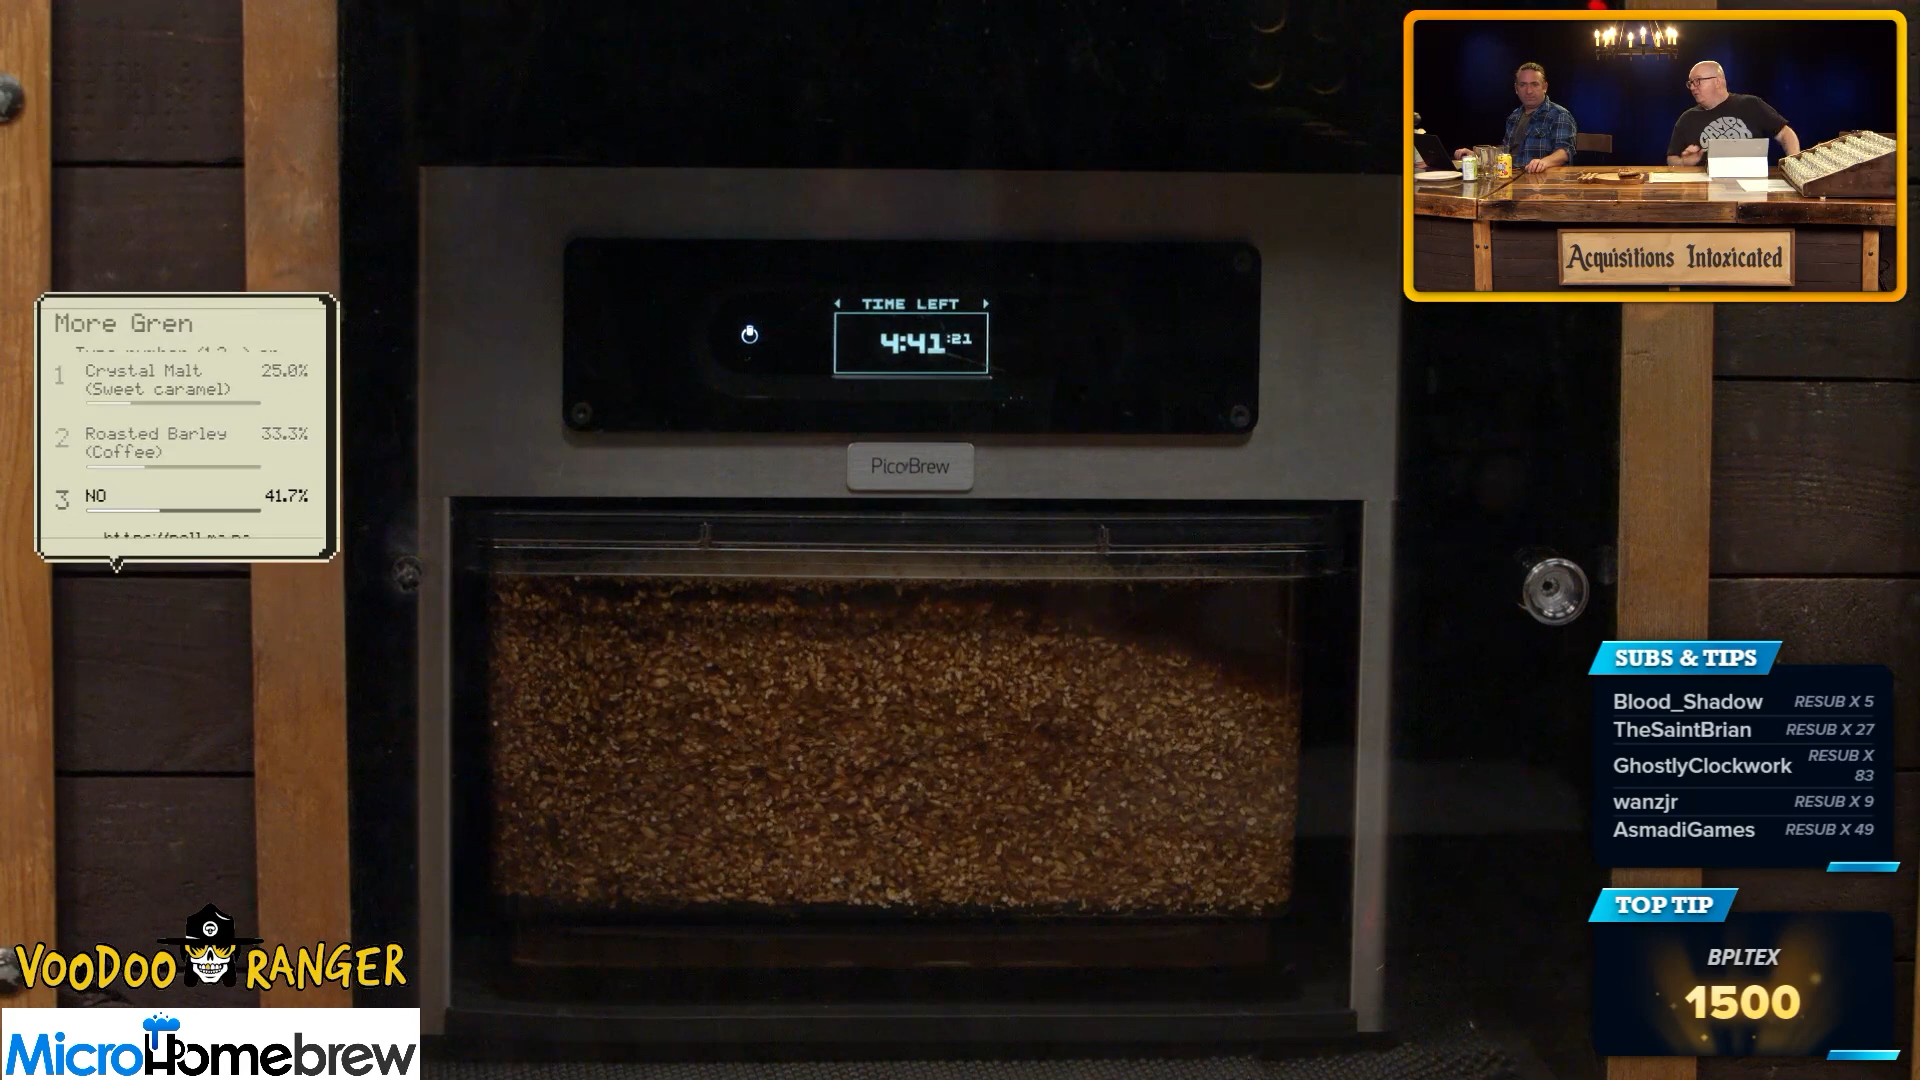 Acquisitions Intoxicated
TIME LEFT
4:41:21
PicoBrew
More Gren
1 Crystal Malt 25.0%
(Sweet caramel)
2 Roasted Barley 33.3%
(Coffee)
3 NO 41.7%
SUBS & TIPS
Blood_Shadow RESUB X 5
TheSaintBrian RESUB X 27
GhostlyClockwork RESUB X
83
wanzjr RESUB X 9
AsmadiGames RESUB X 49
TOP TIP
BPLTEX
1500
VOODOO RANGER
MicroHomebrew